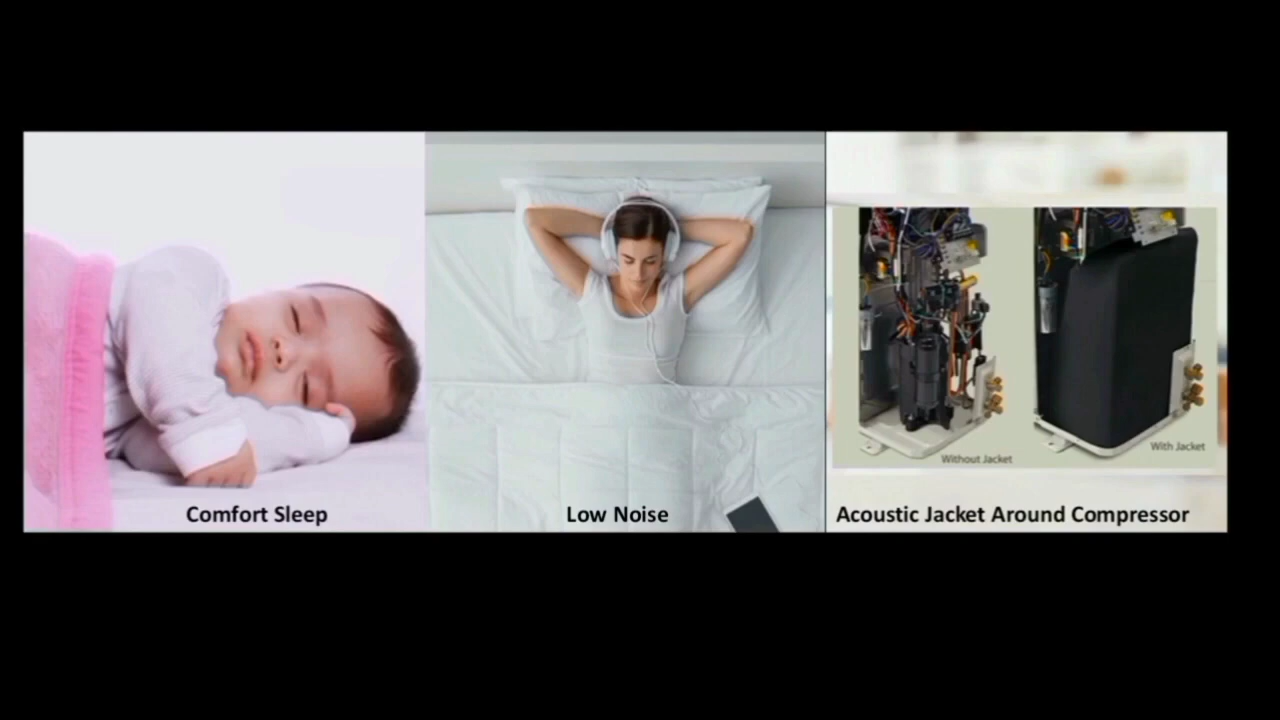 Without Jacket
With Jacket
Comfort Sleep
Low Noise
Acoustic Jacket Around Compressor